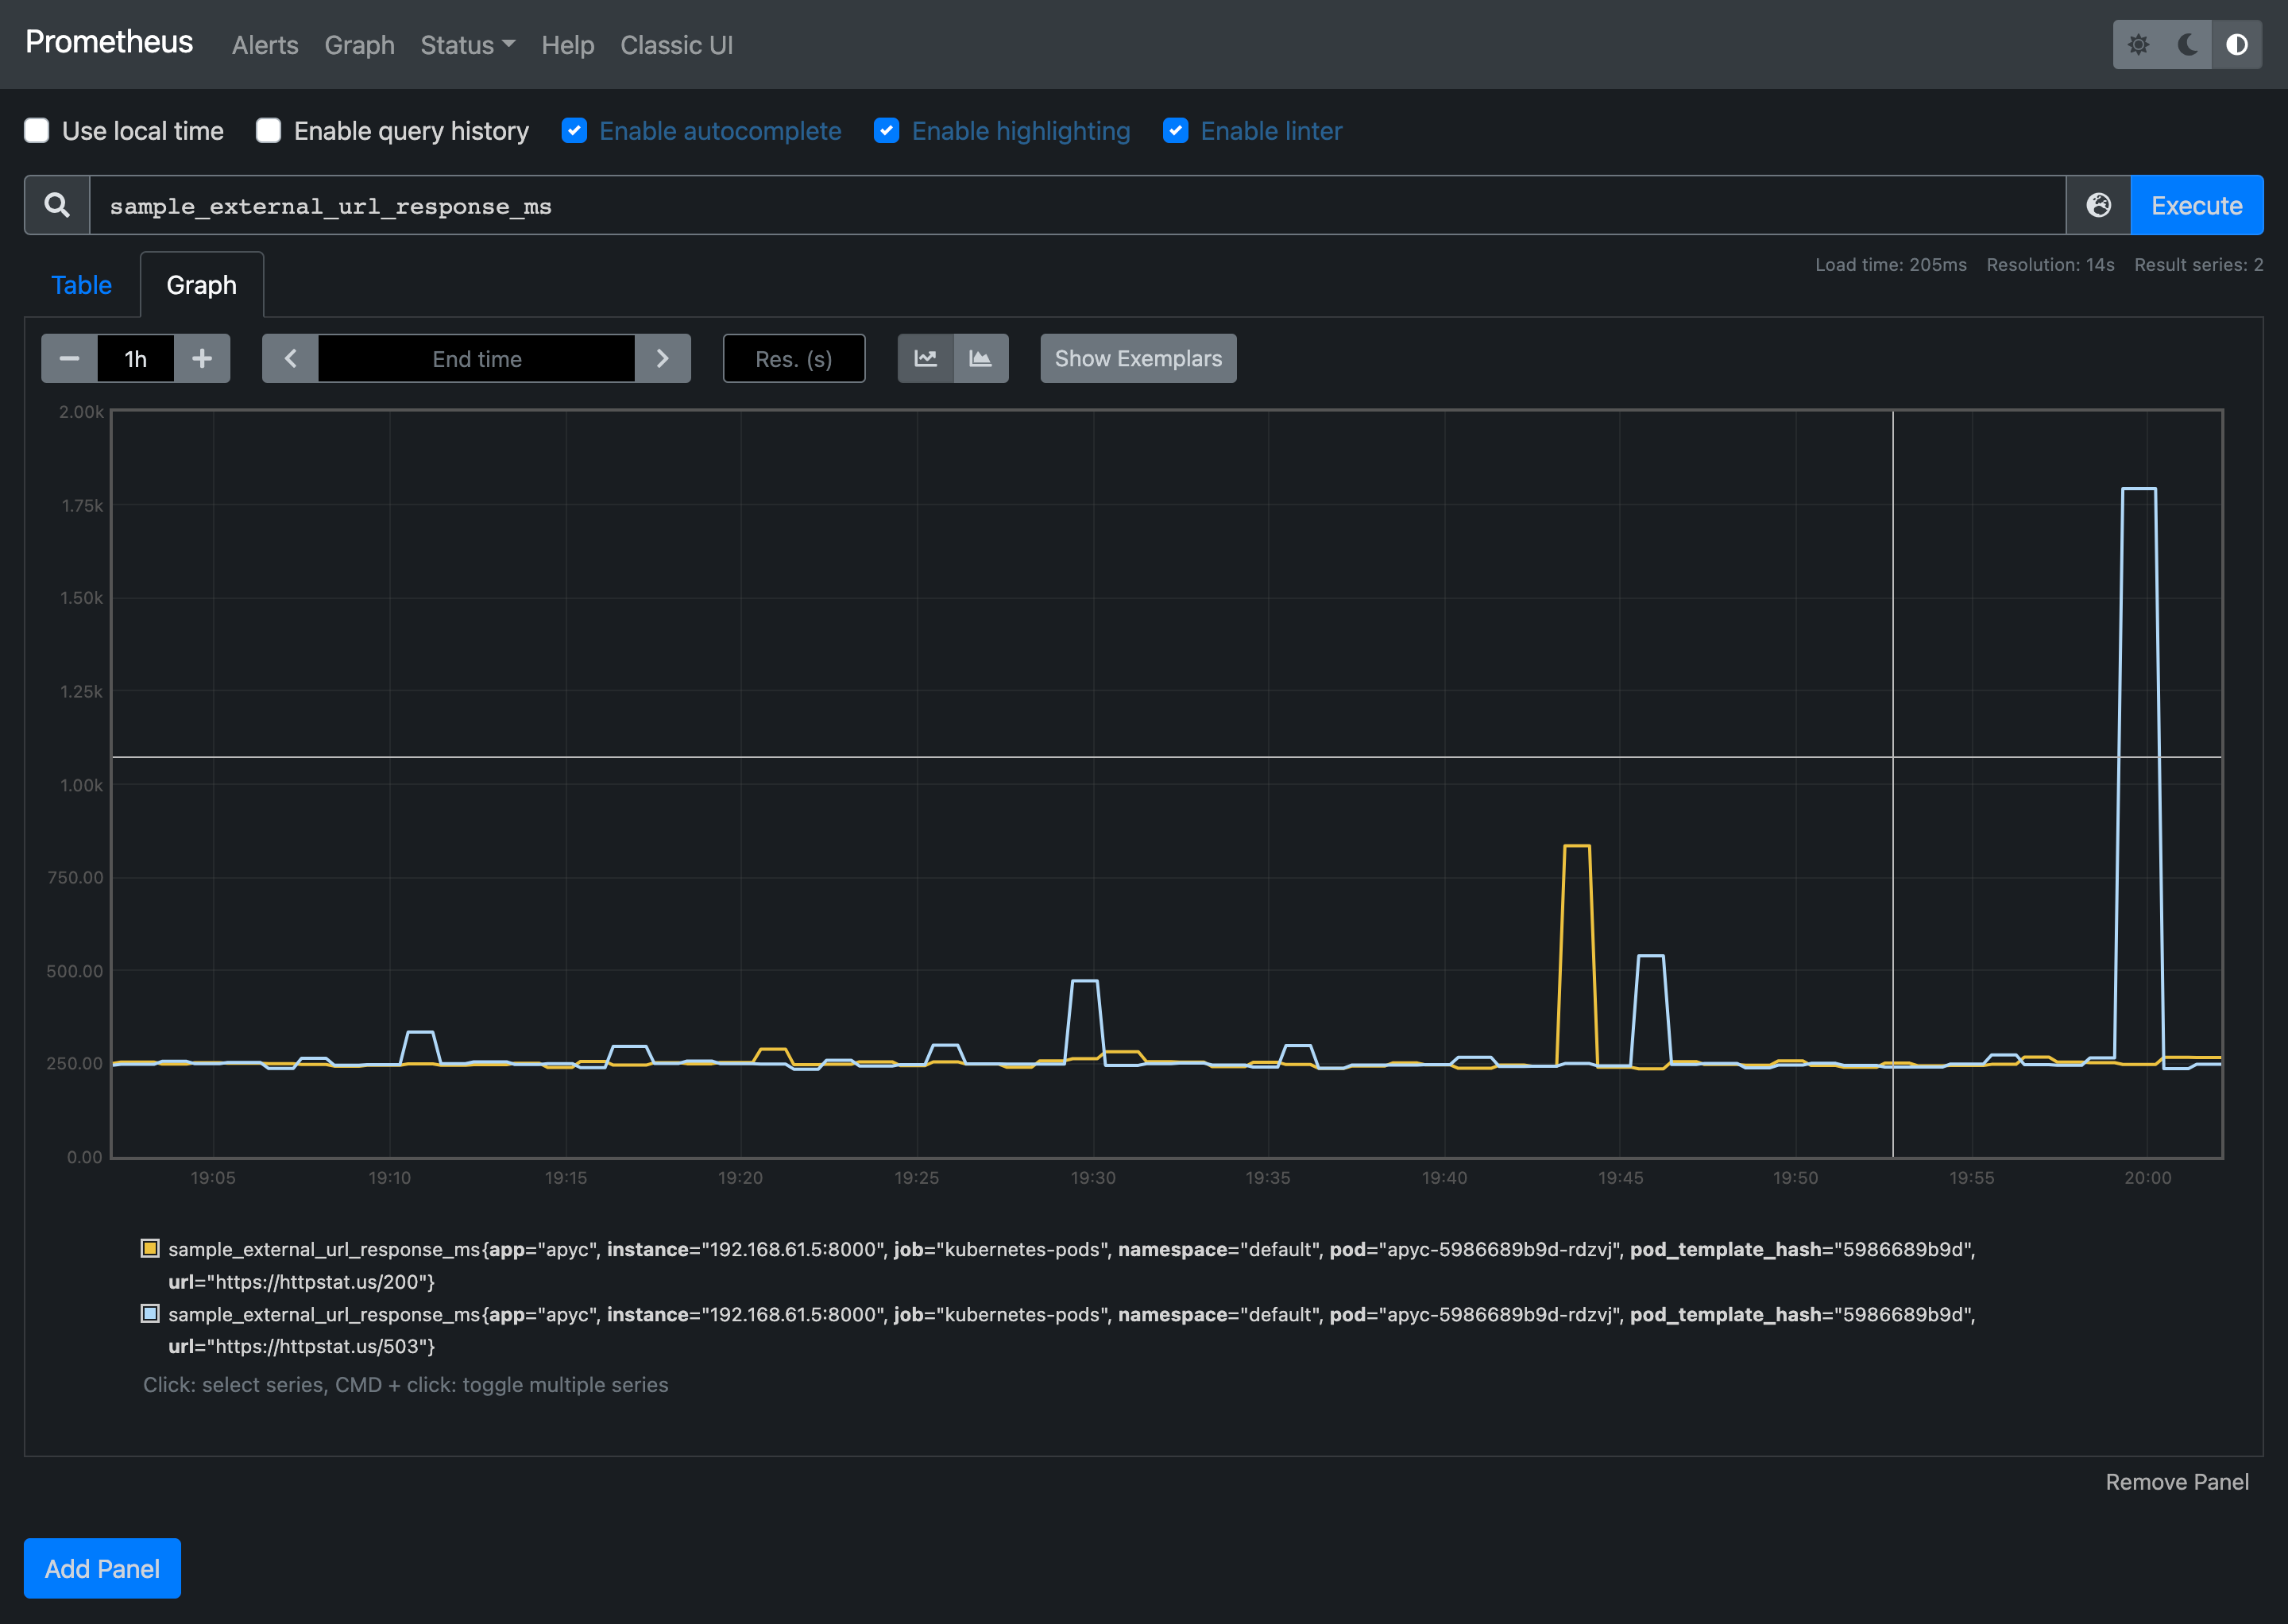 Prometheus Alerts Graph Status Help Classic UI
Use local time Enable query history Enable autocomplete Enable highlighting Enable linter
sample_external_url_response_ms Execute
Load time: 205ms Resolution: 14s Result series: 2
Table Graph
1h End time Res. (s) Show Exemplars
2.00k
1.75k
1.50k
1.25k
1.00k
750.00
500.00
250.00
0.00
19:05 19:10 19:15 19:20 19:25 19:30 19:35 19:40 19:45 19:50 19:55 20:00
sample_external_url_response_ms{app="apyc", instance="192.168.61.5:8000", job="kubernetes-pods", namespace="default", pod="apyc-5986689b9d-rdzvj", pod_template_hash="5986689b9d",
url="https://httpstat.us/200"}
sample_external_url_response_ms{app="apyc", instance="192.168.61.5:8000", job="kubernetes-pods", namespace="default", pod="apyc-5986689b9d-rdzvj", pod_template_hash="5986689b9d",
url="https://httpstat.us/503"}
Click: select series, CMD + click: toggle multiple series
Remove Panel
Add Panel